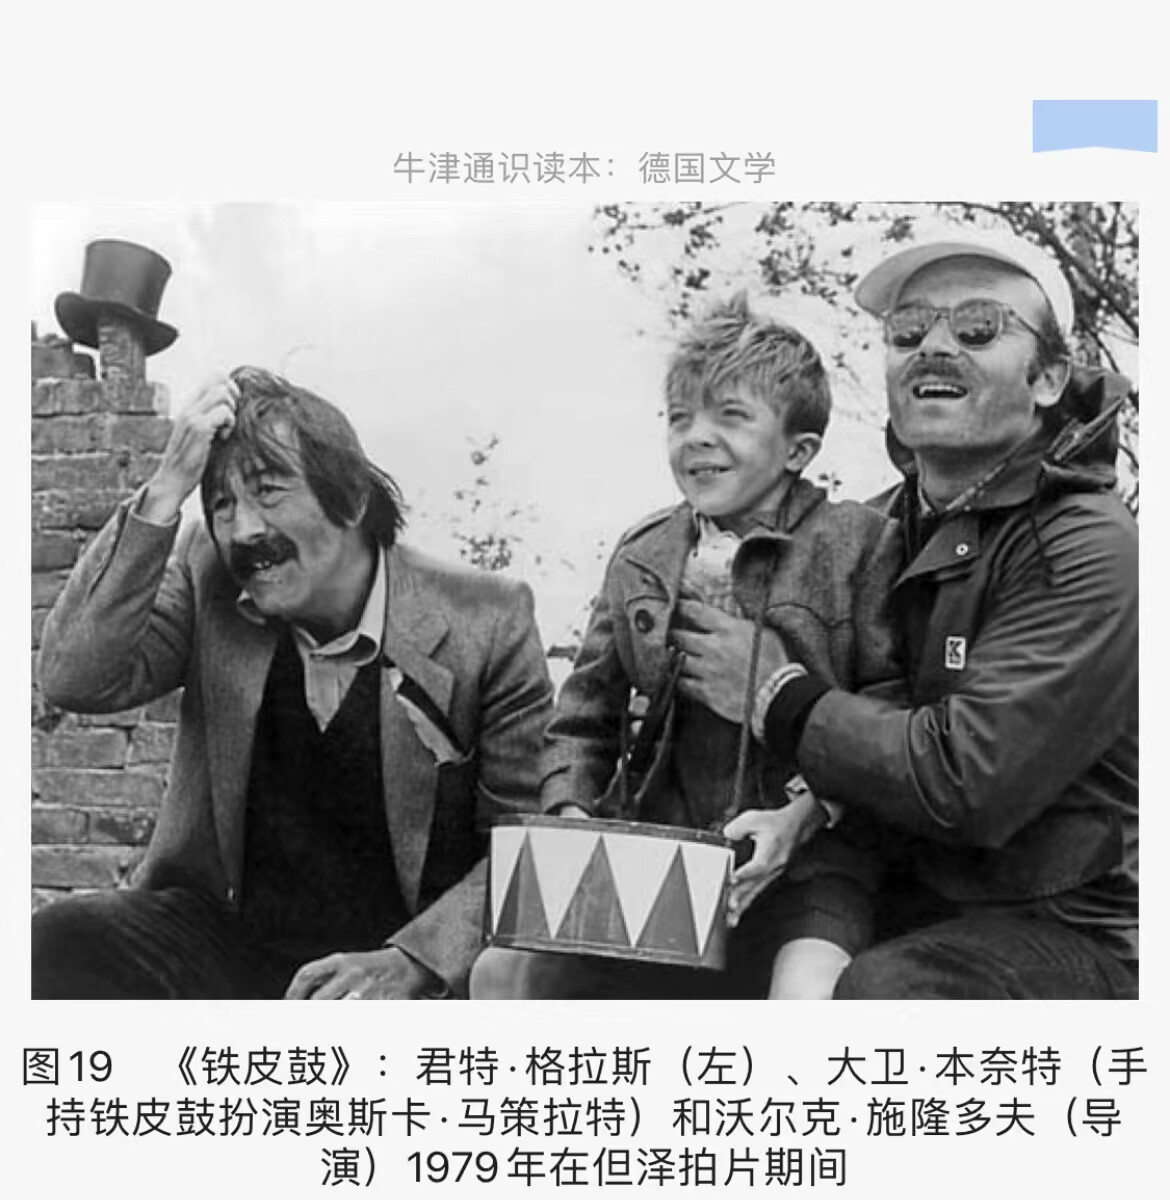 牛津通识读本：德国文学
图19　《铁皮鼓》：君特·格拉斯（左）、大卫·本奈特（手
持铁皮鼓扮演奥斯卡·马策拉特）和沃尔克·施隆多夫（导
演）1979年在但泽拍片期间